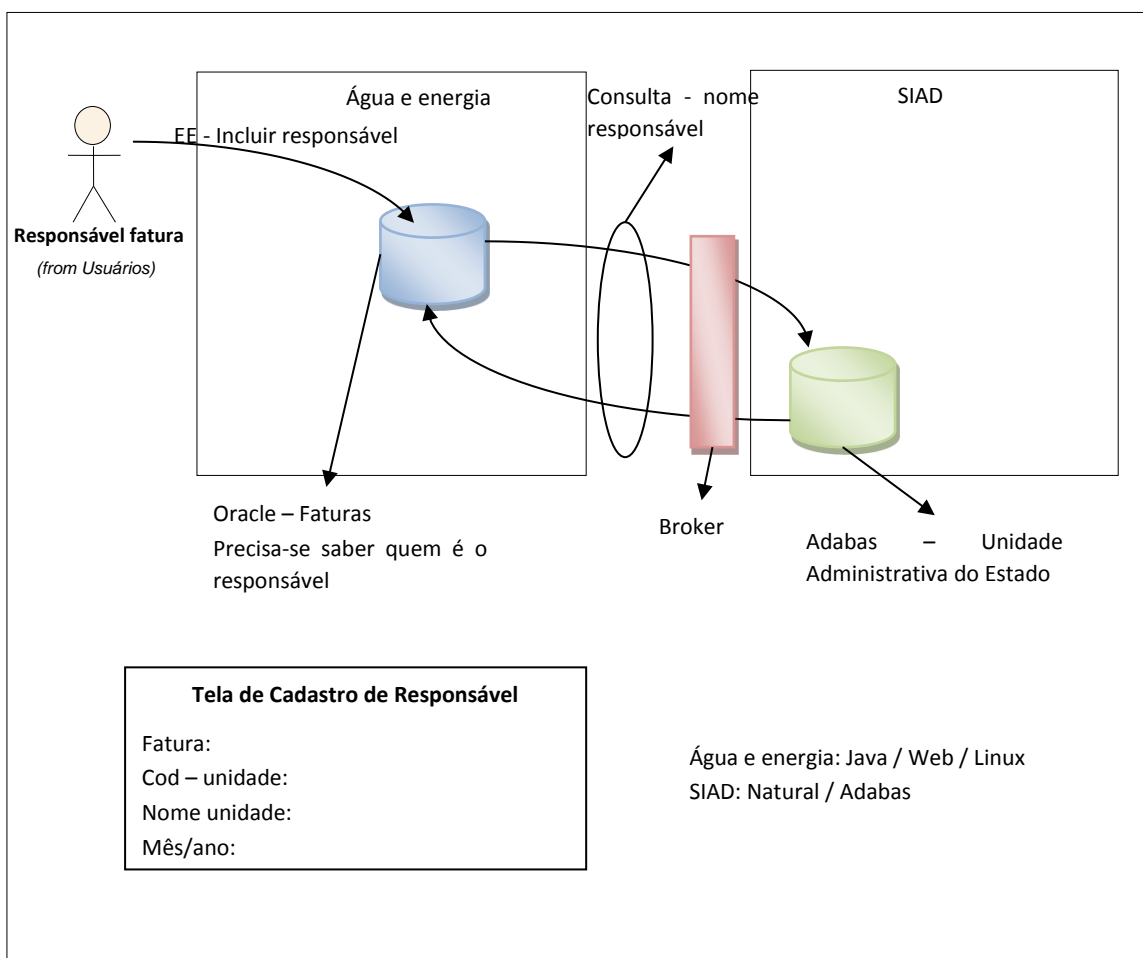 Água e energia
Consulta - nome
responsável
SIAD
EE - Incluir responsável
Responsável fatura
(from Usuários)
Oracle – Faturas
Precisa-se saber quem é o
responsável
Broker
Adabas – Unidade
Administrativa do Estado
Tela de Cadastro de Responsável
Fatura:
Cod – unidade:
Nome unidade:
Mês/ano:
Água e energia: Java / Web / Linux
SIAD: Natural / Adabas